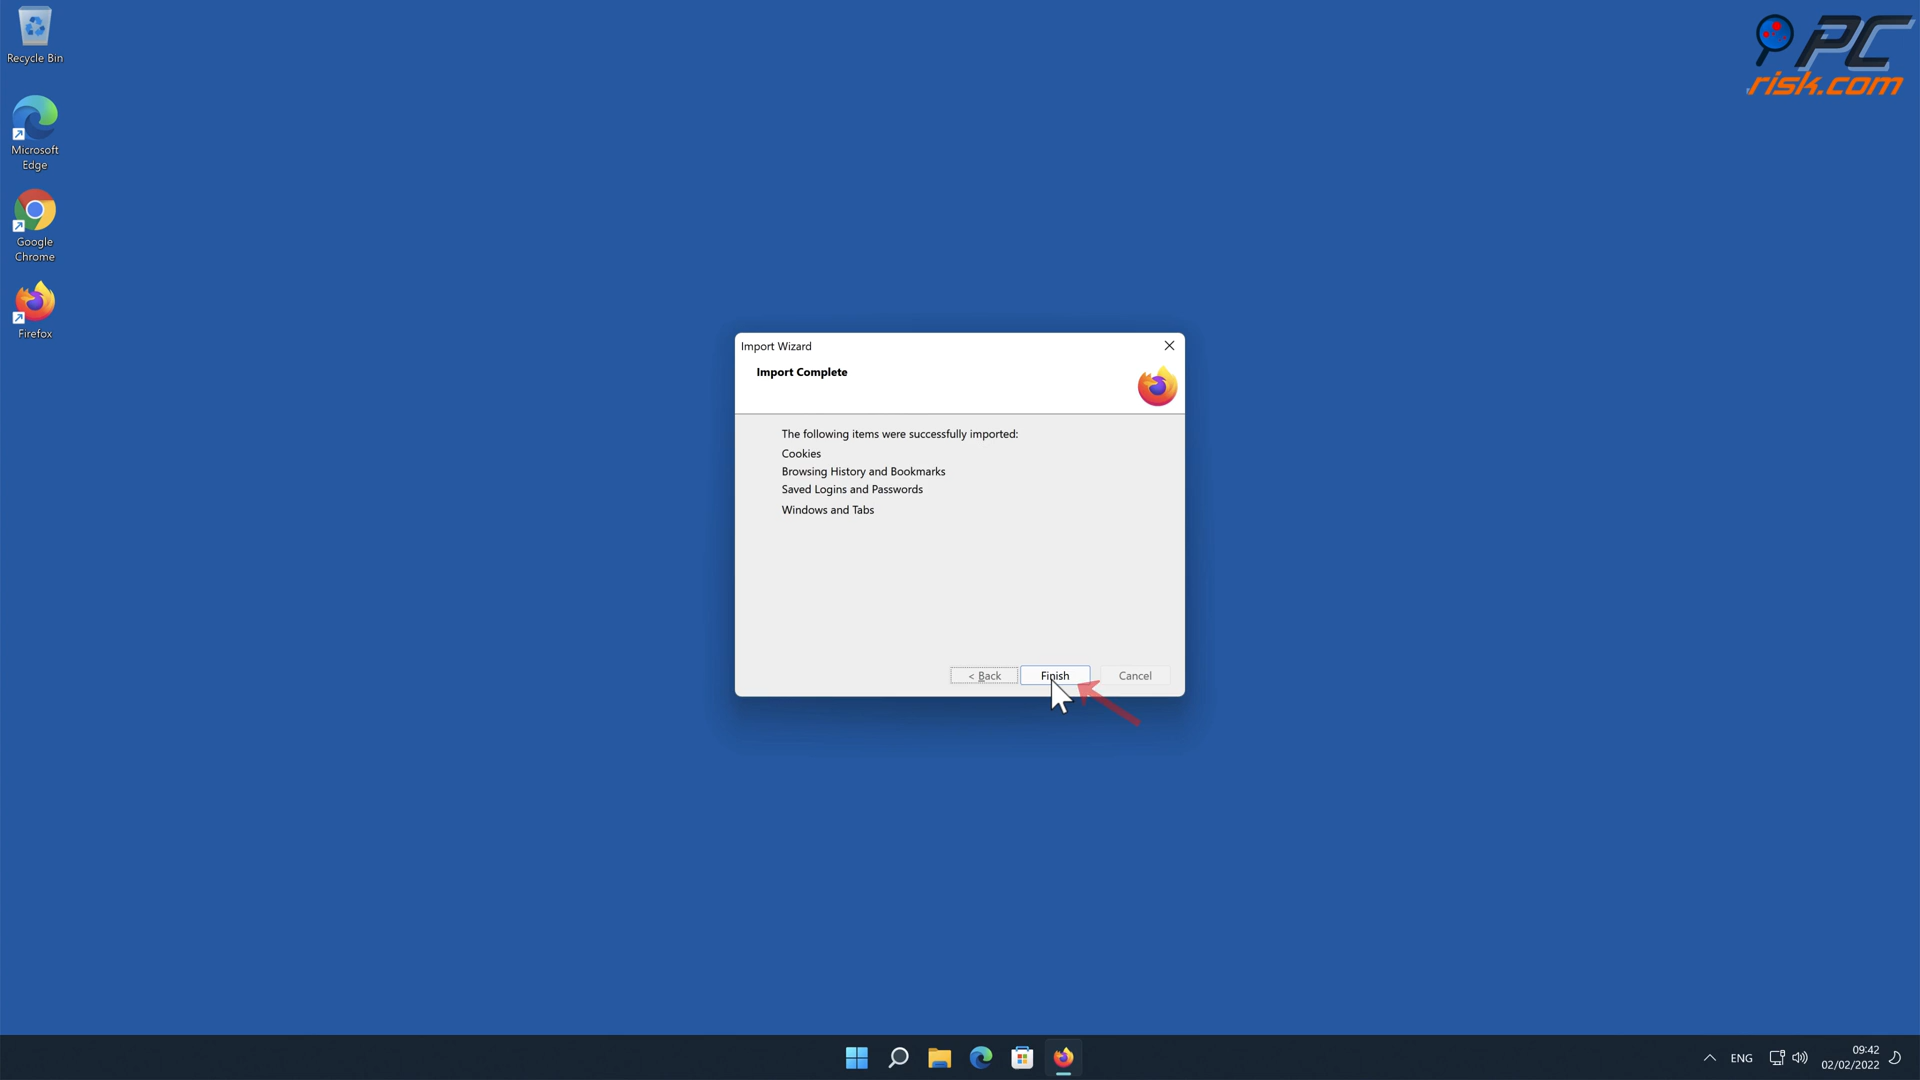 Recycle Bin
Microsoft
Edge
Google
Chrome
Firefox
PC
risk.com
Import Wizard
Import Complete
The following items were successfully imported:
Cookies
Browsing History and Bookmarks
Saved Logins and Passwords
Windows and Tabs
< Back
Finish
Cancel
ENG
09:42
02/02/2022